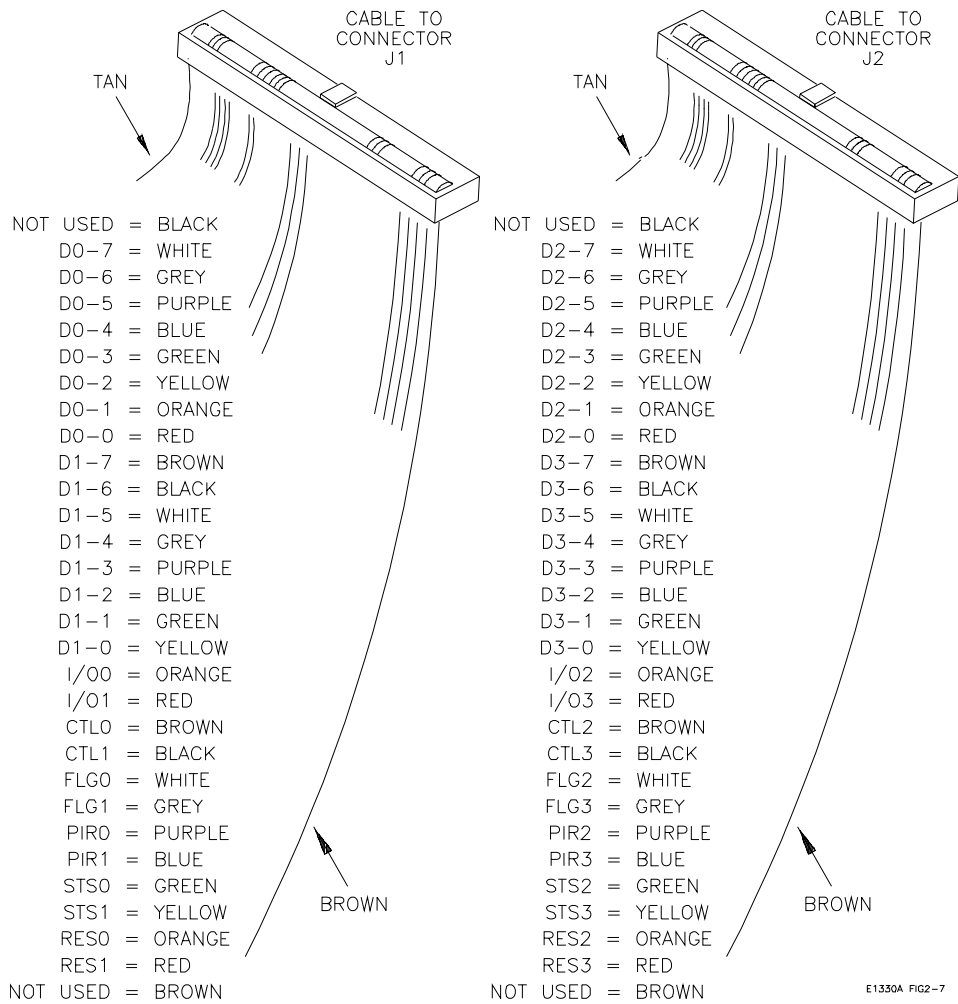 CABLE TO
CONNECTOR
J1
TAN
NOT USED = BLACK
D0-7 = WHITE
D0-6 = GREY
D0-5 = PURPLE
D0-4 = BLUE
D0-3 = GREEN
D0-2 = YELLOW
D0-1 = ORANGE
D0-0 = RED
D1-7 = BROWN
D1-6 = BLACK
D1-5 = WHITE
D1-4 = GREY
D1-3 = PURPLE
D1-2 = BLUE
D1-1 = GREEN
D1-0 = YELLOW
I/O0 = ORANGE
I/O1 = RED
CTL0 = BROWN
CTL1 = BLACK
FLG0 = WHITE
FLG1 = GREY
PIR0 = PURPLE
PIR1 = BLUE
STS0 = GREEN
STS1 = YELLOW
RES0 = ORANGE
RES1 = RED
NOT USED = BROWN
BROWN
CABLE TO
CONNECTOR
J2
TAN
NOT USED = BLACK
D2-7 = WHITE
D2-6 = GREY
D2-5 = PURPLE
D2-4 = BLUE
D2-3 = GREEN
D2-2 = YELLOW
D2-1 = ORANGE
D2-0 = RED
D3-7 = BROWN
D3-6 = BLACK
D3-5 = WHITE
D3-4 = GREY
D3-3 = PURPLE
D3-2 = BLUE
D3-1 = GREEN
D3-0 = YELLOW
I/O2 = ORANGE
I/O3 = RED
CTL2 = BROWN
CTL3 = BLACK
FLG2 = WHITE
FLG3 = GREY
PIR2 = PURPLE
PIR3 = BLUE
STS2 = GREEN
STS3 = YELLOW
RES2 = ORANGE
RES3 = RED
NOT USED = BROWN
BROWN
E1330A FIG2-7